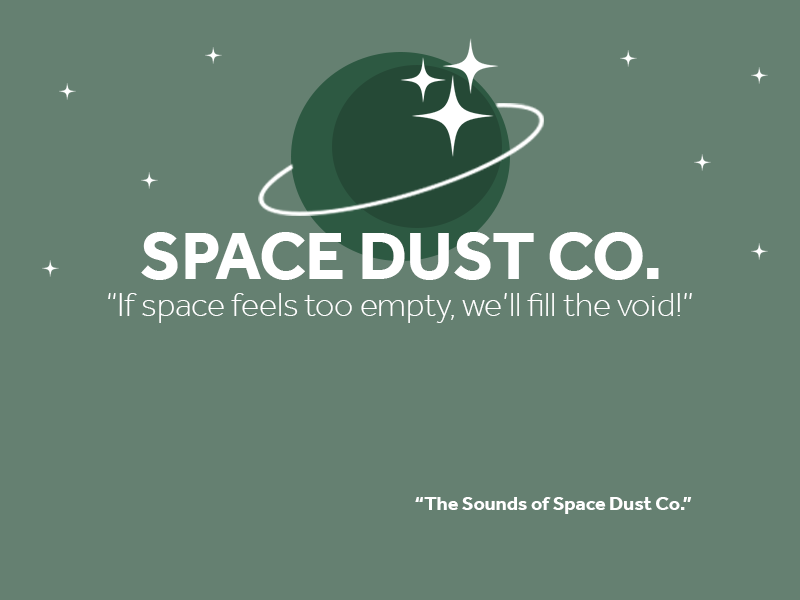 SPACE DUST CO.
“If space feels too empty, we’ll fill the void!”
“The Sounds of Space Dust Co.”